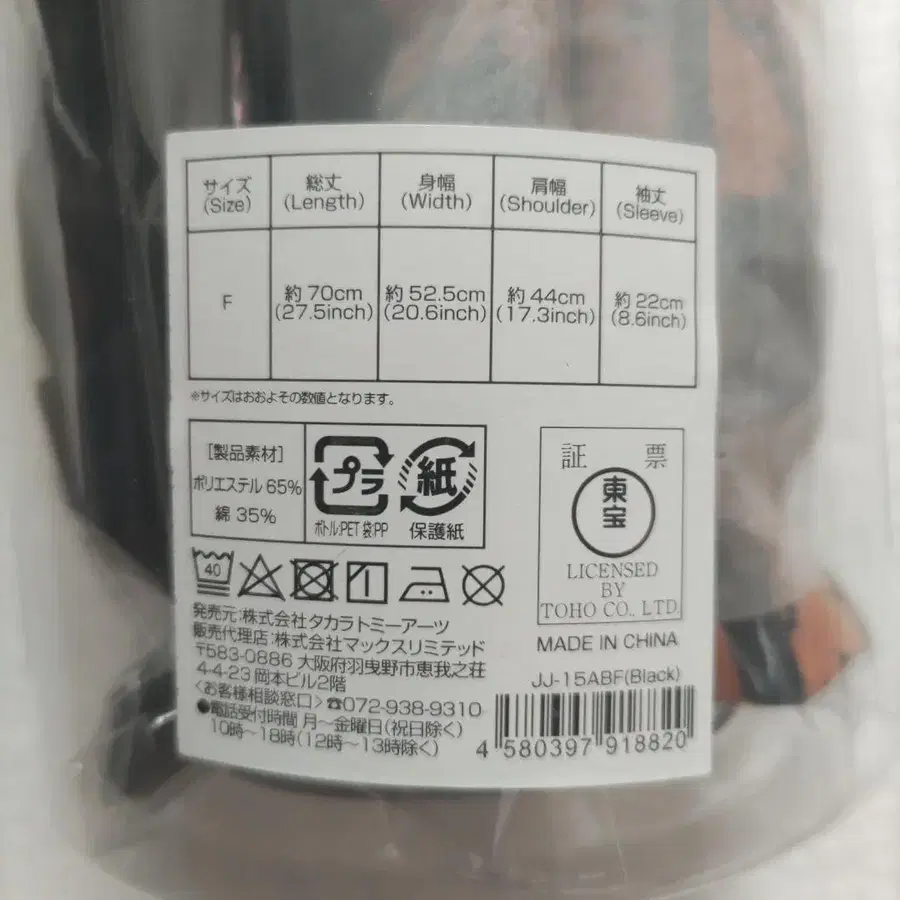 サイズ 総丈 身幅 肩幅 袖丈
(Size) (Length) (Width) (Shoulder) (Sleeve)
F 約70cm 約52.5cm 約44cm 約22cm
(27.5inch) (20.6inch) (17.3inch) (8.6inch)
※サイズはおおよその数値となります。
[製品素材]
ポリエステル 65%
綿 35%
プラ
ボトル:PET 袋:PP
紙
保護紙
証 票
東宝
LICENSED
BY
TOHO CO., LTD.
40
発売元:株式会社タカラトミーアーツ
販売代理店:株式会社マックスリミテッド
〒583-0886 大阪府羽曳野市恵我之荘
4-4-23 岡本ビル2階
<お客様相談窓口>☎072-938-9310
●電話受付時間 月~金曜日(祝日除く)
10時~18時(12時~13時除く)
MADE IN CHINA
JJ-15ABF(Black)
4 580397 918820